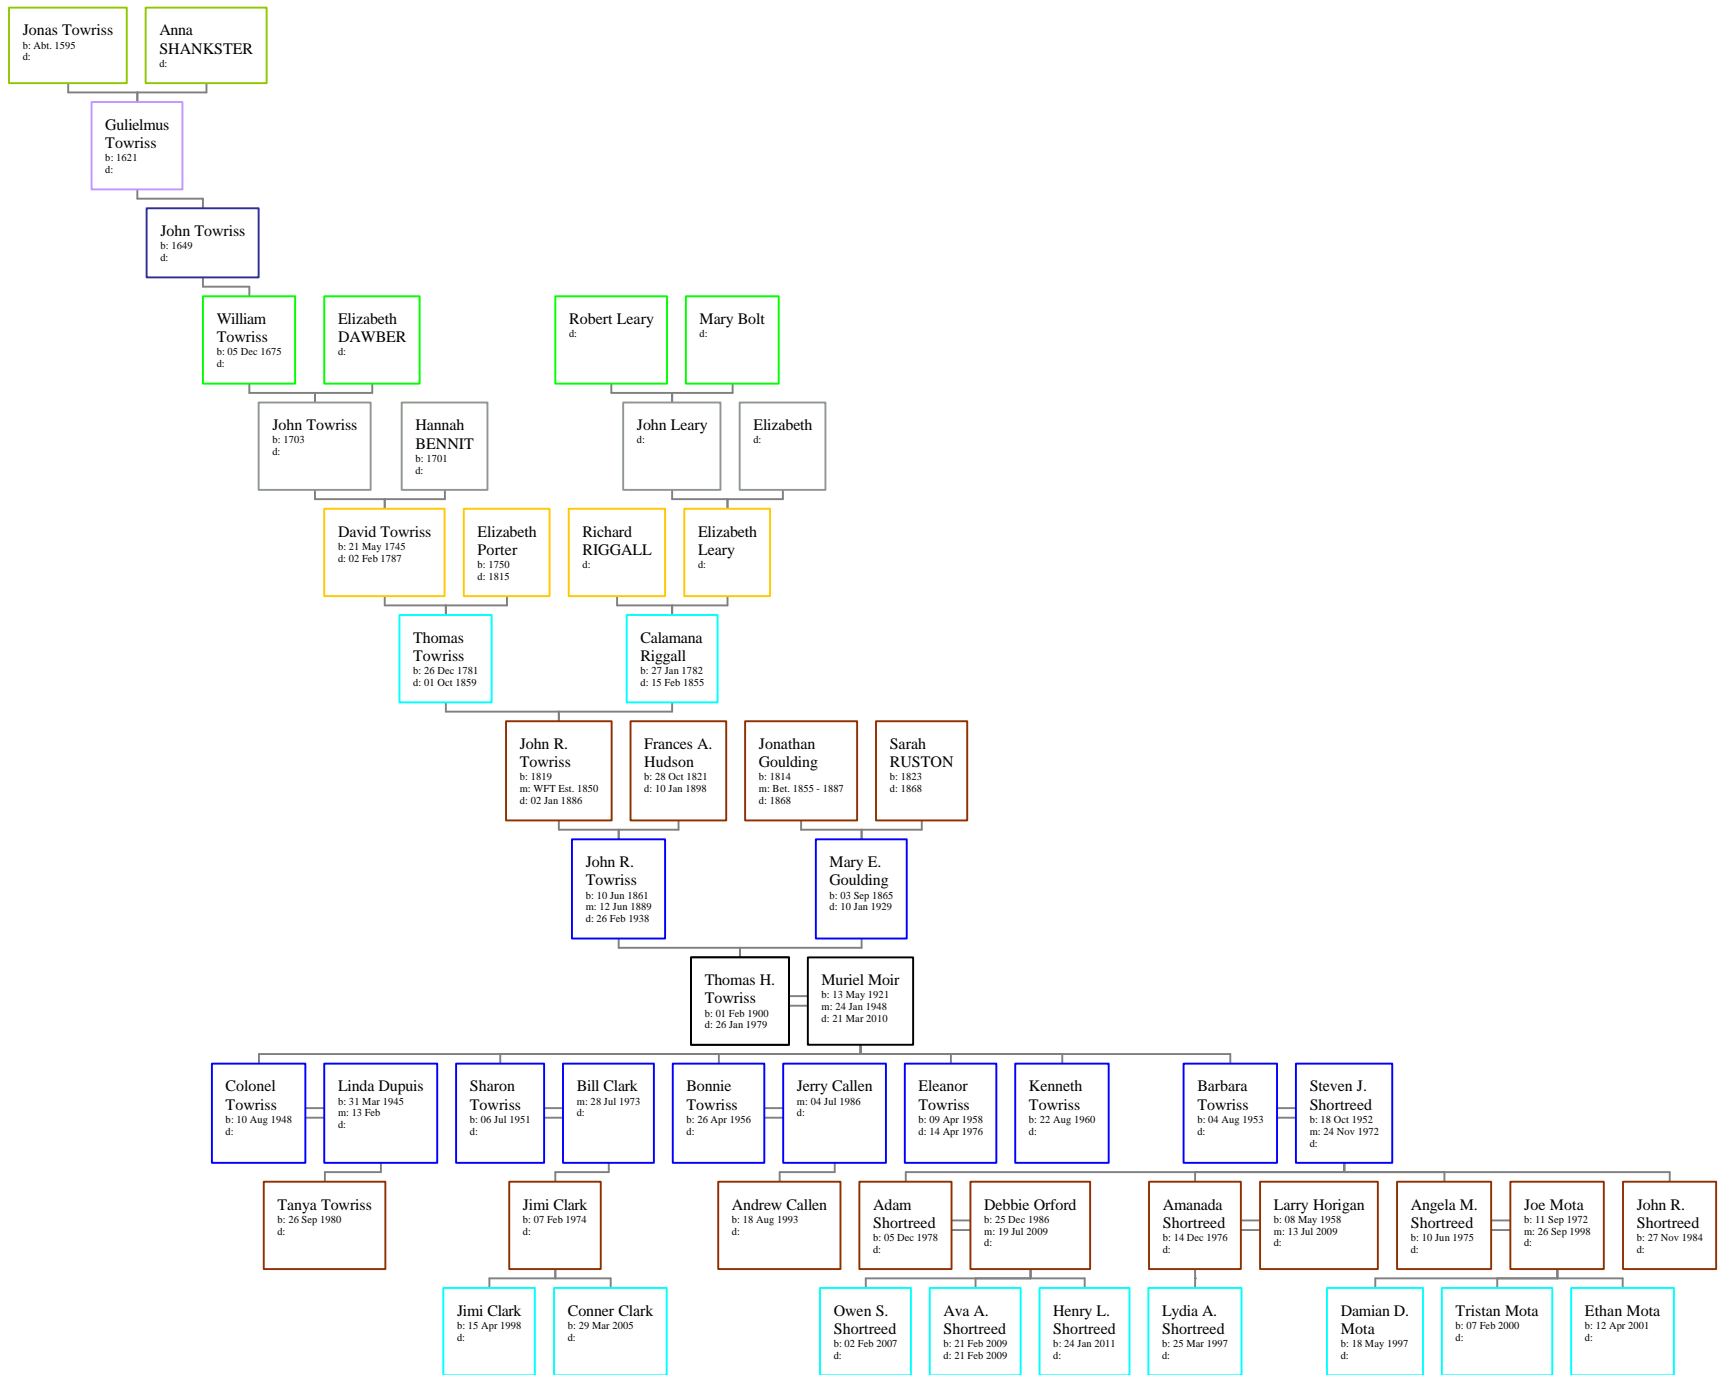 Jonas Towriss
b: Abt. 1595
d:
Anna
SHANKSTER
d:
Gulielmus
Towriss
b: 1621
d:
John Towriss
b: 1649
d:
William
Towriss
b: 05 Dec 1675
d:
Elizabeth
DAWBER
d:
Robert Leary
d:
Mary Bolt
d:
John Towriss
b: 1703
d:
Hannah
BENNIT
b: 1701
d:
John Leary
d:
Elizabeth
d:
David Towriss
b: 21 May 1745
d: 02 Feb 1787
Elizabeth
Porter
b: 1750
d: 1815
Richard
RIGGALL
d:
Elizabeth
Leary
d:
Thomas
Towriss
b: 26 Dec 1781
d: 01 Oct 1859
Calamana
Riggall
b: 27 Jan 1782
d: 15 Feb 1855
John R.
Towriss
b: 1819
m: WFT Est. 1850
d: 02 Jan 1886
Frances A.
Hudson
b: 28 Oct 1821
d: 10 Jan 1898
Jonathan
Goulding
b: 1814
m: Bet. 1855 - 1887
d: 1868
Sarah
RUSTON
b: 1823
d: 1868
John R.
Towriss
b: 10 Jun 1861
m: 12 Jun 1889
d: 26 Feb 1938
Mary E.
Goulding
b: 03 Sep 1865
d: 10 Jan 1929
Thomas H.
Towriss
b: 01 Feb 1900
d: 26 Jan 1979
Muriel Moir
b: 13 May 1921
m: 24 Jan 1948
d: 21 Mar 2010
Colonel
Towriss
b: 10 Aug 1948
d:
Linda Dupuis
b: 31 Mar 1945
m: 13 Feb
d:
Sharon
Towriss
b: 06 Jul 1951
d:
Bill Clark
m: 28 Jul 1973
d:
Bonnie
Towriss
b: 26 Apr 1956
d:
Jerry Callen
m: 04 Jul 1986
d:
Eleanor
Towriss
b: 09 Apr 1958
d: 14 Apr 1976
Kenneth
Towriss
b: 22 Aug 1960
d:
Barbara
Towriss
b: 04 Aug 1953
d:
Steven J.
Shortreed
b: 18 Oct 1952
m: 24 Nov 1972
d:
Tanya Towriss
b: 26 Sep 1980
d:
Jimi Clark
b: 07 Feb 1974
d:
Andrew Callen
b: 18 Aug 1993
d:
Adam
Shortreed
b: 05 Dec 1978
d:
Debbie Orford
b: 25 Dec 1986
m: 19 Jul 2009
d:
Amanada
Shortreed
b: 14 Dec 1976
d:
Larry Horigan
b: 08 May 1958
m: 13 Jul 2009
d:
Angela M.
Shortreed
b: 10 Jun 1975
d:
Joe Mota
b: 11 Sep 1972
m: 26 Sep 1998
d:
John R.
Shortreed
b: 27 Nov 1984
d:
Jimi Clark
b: 15 Apr 1998
d:
Conner Clark
b: 29 Mar 2005
d:
Owen S.
Shortreed
b: 02 Feb 2007
d:
Ava A.
Shortreed
b: 21 Feb 2009
d: 21 Feb 2009
Henry L.
Shortreed
b: 24 Jan 2011
d:
Lydia A.
Shortreed
b: 25 Mar 1997
d:
Damian D.
Mota
b: 18 May 1997
d:
Tristan Mota
b: 07 Feb 2000
d:
Ethan Mota
b: 12 Apr 2001
d: